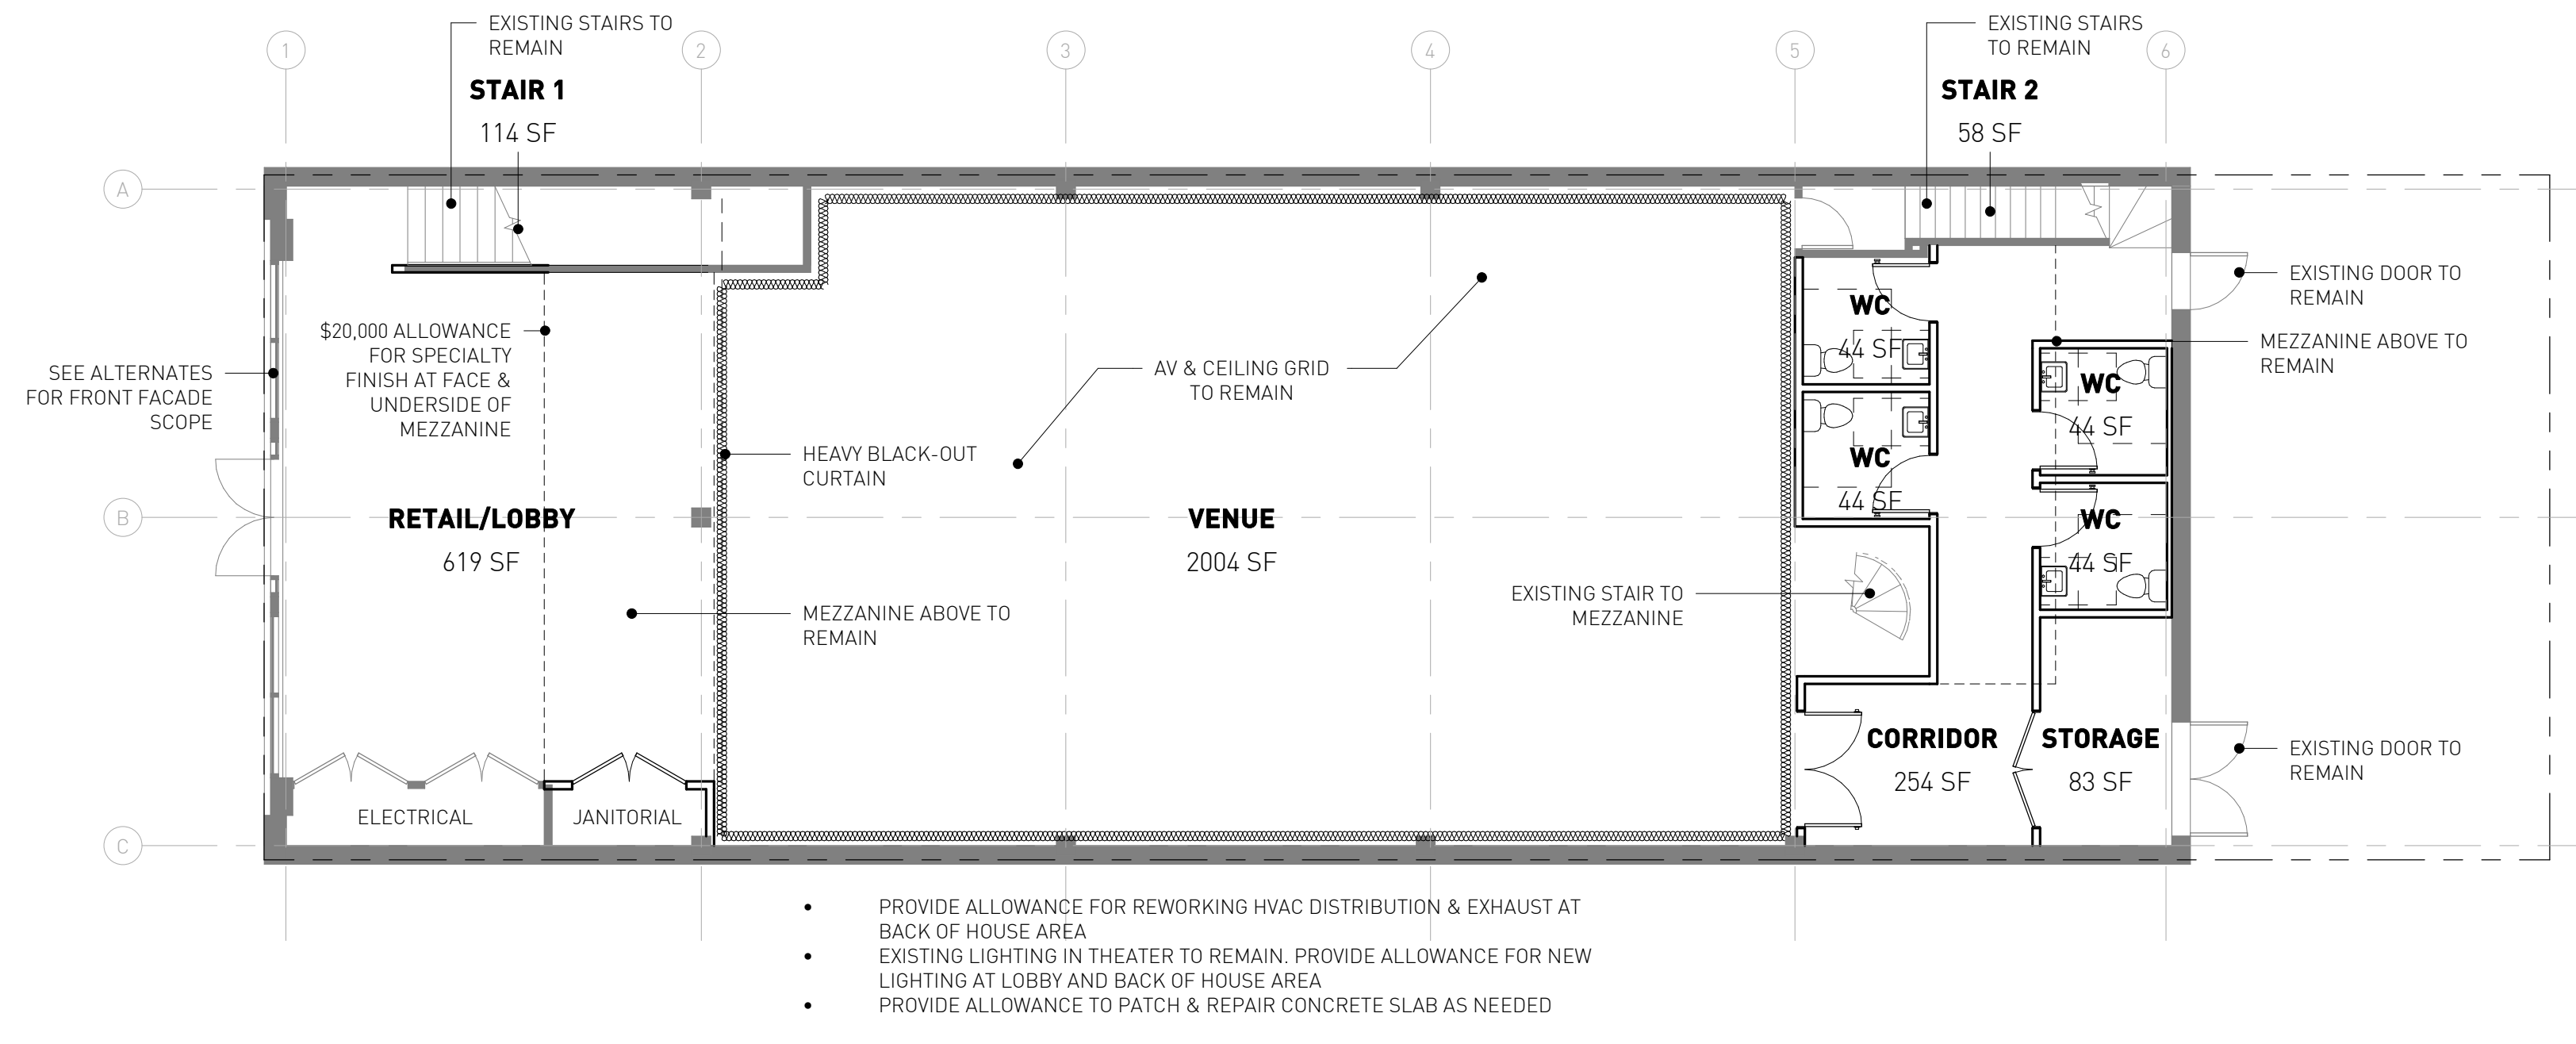 EXISTING STAIRS TO
REMAIN
EXISTING STAIRS
TO REMAIN
1
2
3
4
5
6
STAIR 1
114 SF
STAIR 2
58 SF
A
B
C
SEE ALTERNATES
FOR FRONT FACADE
SCOPE
$20,000 ALLOWANCE
FOR SPECIALTY
FINISH AT FACE &
UNDERSIDE OF
MEZZANINE
RETAIL/LOBBY
619 SF
ELECTRICAL
JANITORIAL
HEAVY BLACK-OUT
CURTAIN
AV & CEILING GRID
TO REMAIN
VENUE
2004 SF
MEZZANINE ABOVE TO
REMAIN
EXISTING STAIR TO
MEZZANINE
WC
44 SF
WC
44 SF
WC
44 SF
WC
44 SF
CORRIDOR
254 SF
STORAGE
83 SF
EXISTING DOOR TO
REMAIN
MEZZANINE ABOVE TO
REMAIN
EXISTING DOOR TO
REMAIN
• PROVIDE ALLOWANCE FOR REWORKING HVAC DISTRIBUTION & EXHAUST AT
BACK OF HOUSE AREA
• EXISTING LIGHTING IN THEATER TO REMAIN. PROVIDE ALLOWANCE FOR NEW
LIGHTING AT LOBBY AND BACK OF HOUSE AREA
• PROVIDE ALLOWANCE TO PATCH & REPAIR CONCRETE SLAB AS NEEDED